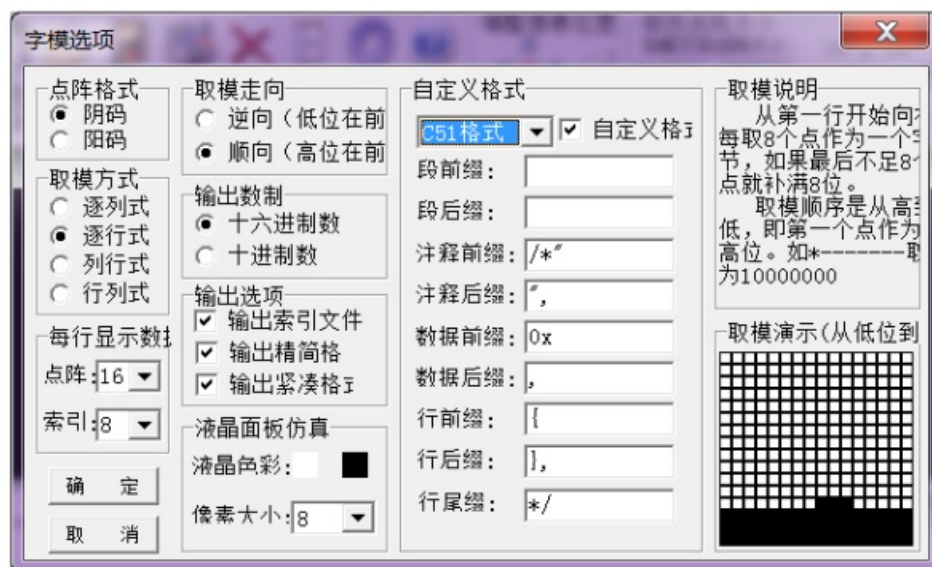 字模选项
点阵格式
阴码
阳码
取模方式
逐列式
逐行式
列行式
行列式
每行显示数据
点阵:16
索引:8
确 定
取 消
取模走向
逆向(低位在前
顺向(高位在前
输出数制
十六进制数
十进制数
输出选项
输出索引文件
输出精简格
输出紧凑格式
液晶面板仿真
液晶色彩:
像素大小:8
自定义格式
C51格式
自定义格式
段前缀:
段后缀:
注释前缀:/*"
注释后缀:",
数据前缀:0x
数据后缀:,
行前缀:{
行后缀:},
行尾缀:*/
取模说明
从第一行开始向
每取8个点作为一个字
节,如果最后不足8个
点就补满8位。
取模顺序是从高到
低,即第一个点作为
高位。如*-------取
为10000000
取模演示(从低位到